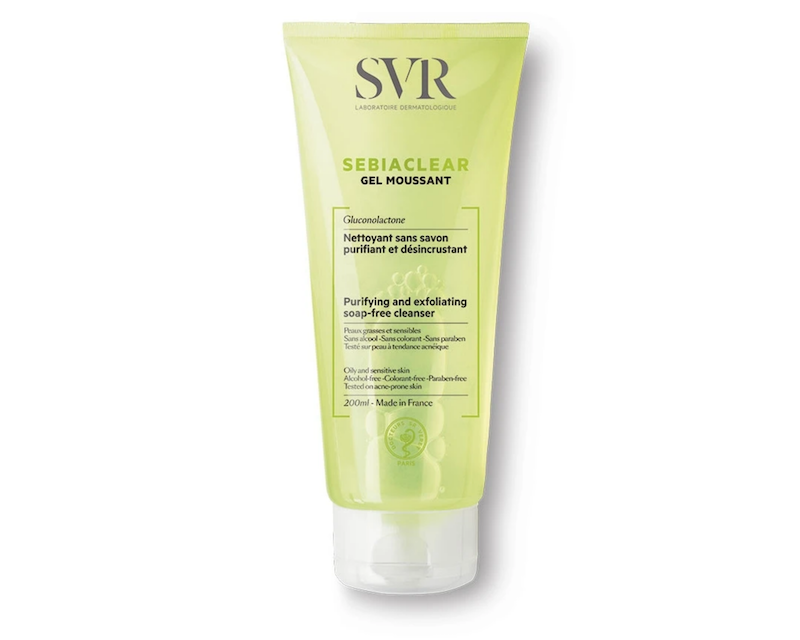 SVR
LABORATOIRE DERMATOLOGIQUE
SEBIACLEAR
GEL MOUSSANT
Gluconolactone
Nettoyant sans savon
purifiant et désincrustant
Purifying and exfoliating
soap-free cleanser
Peaux grasses et sensibles
Sans alcool -Sans colorant -Sans paraben
Testé sur peau à tendance acnéique
Oily and sensitive skin
Alcohol-free -Colorant-free -Paraben-free
Tested on acne-prone skin
200ml - Made in France
PARIS